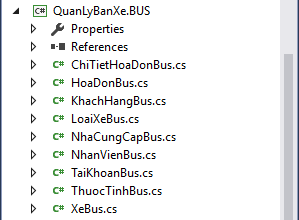 C# QuanLyBanXe.BUS
Properties
References
C# ChiTietHoaDonBus.cs
C# HoaDonBus.cs
C# KhachHangBus.cs
C# LoaiXeBus.cs
C# NhaCungCapBus.cs
C# NhanVienBus.cs
C# TaiKhoanBus.cs
C# ThuocTinhBus.cs
C# XeBus.cs